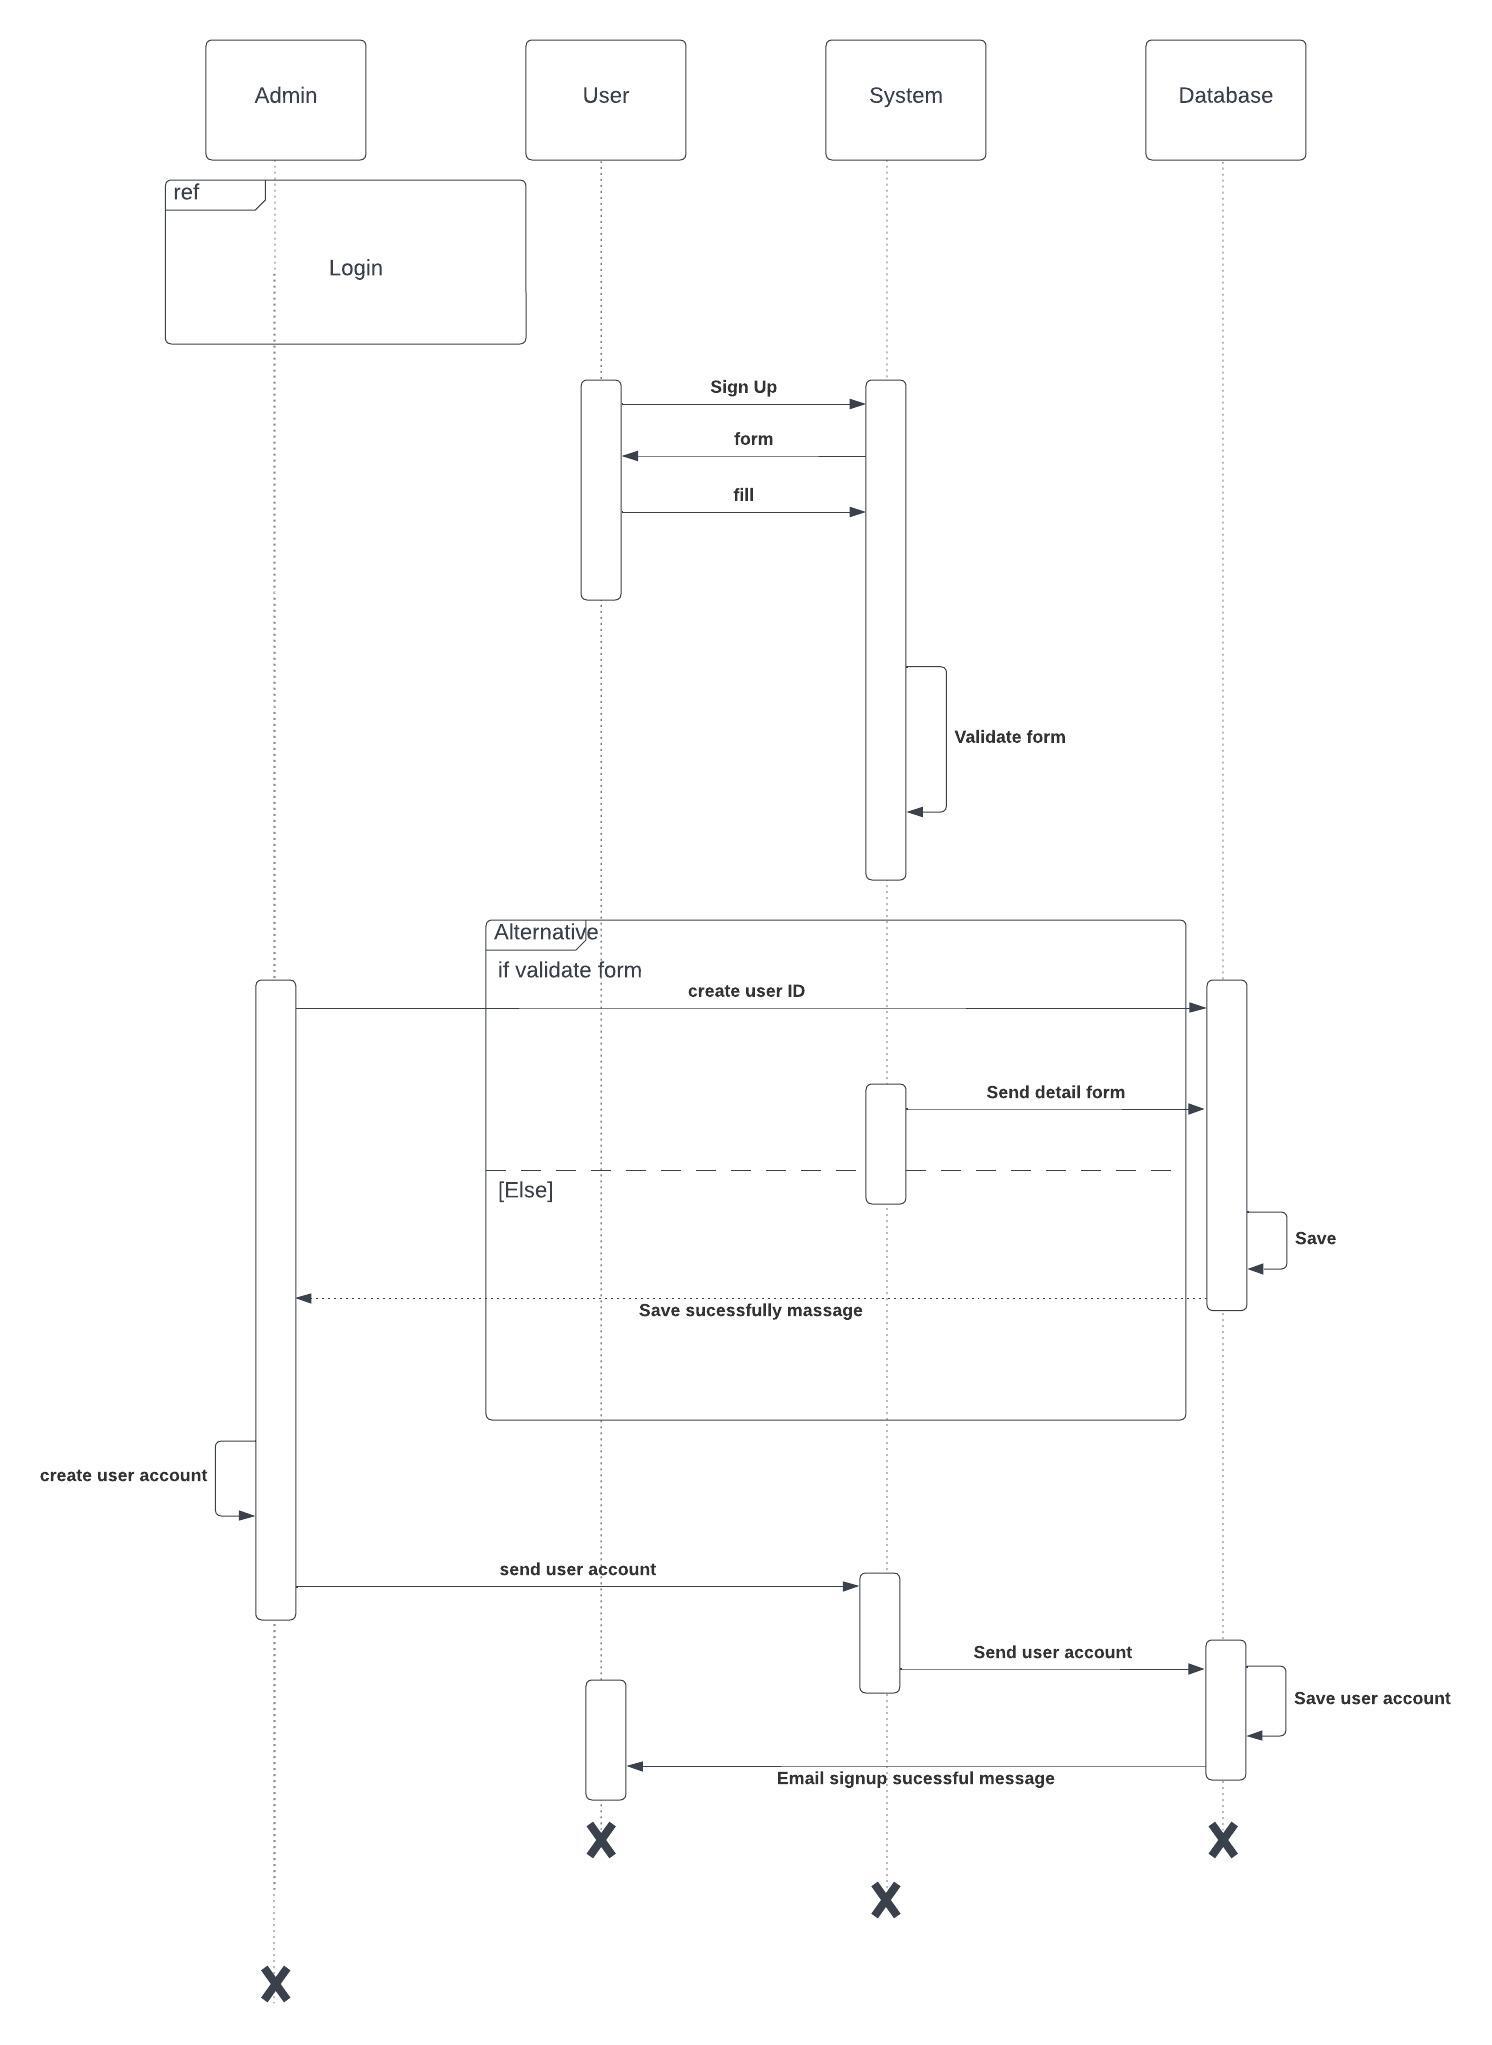 Admin
User
System
Database
ref
Login
Sign Up
form
fill
Validate form
Alternative
if validate form
create user ID
Send detail form
[Else]
Save
Save sucessfully massage
create user account
send user account
Send user account
Save user account
Email signup sucessful message